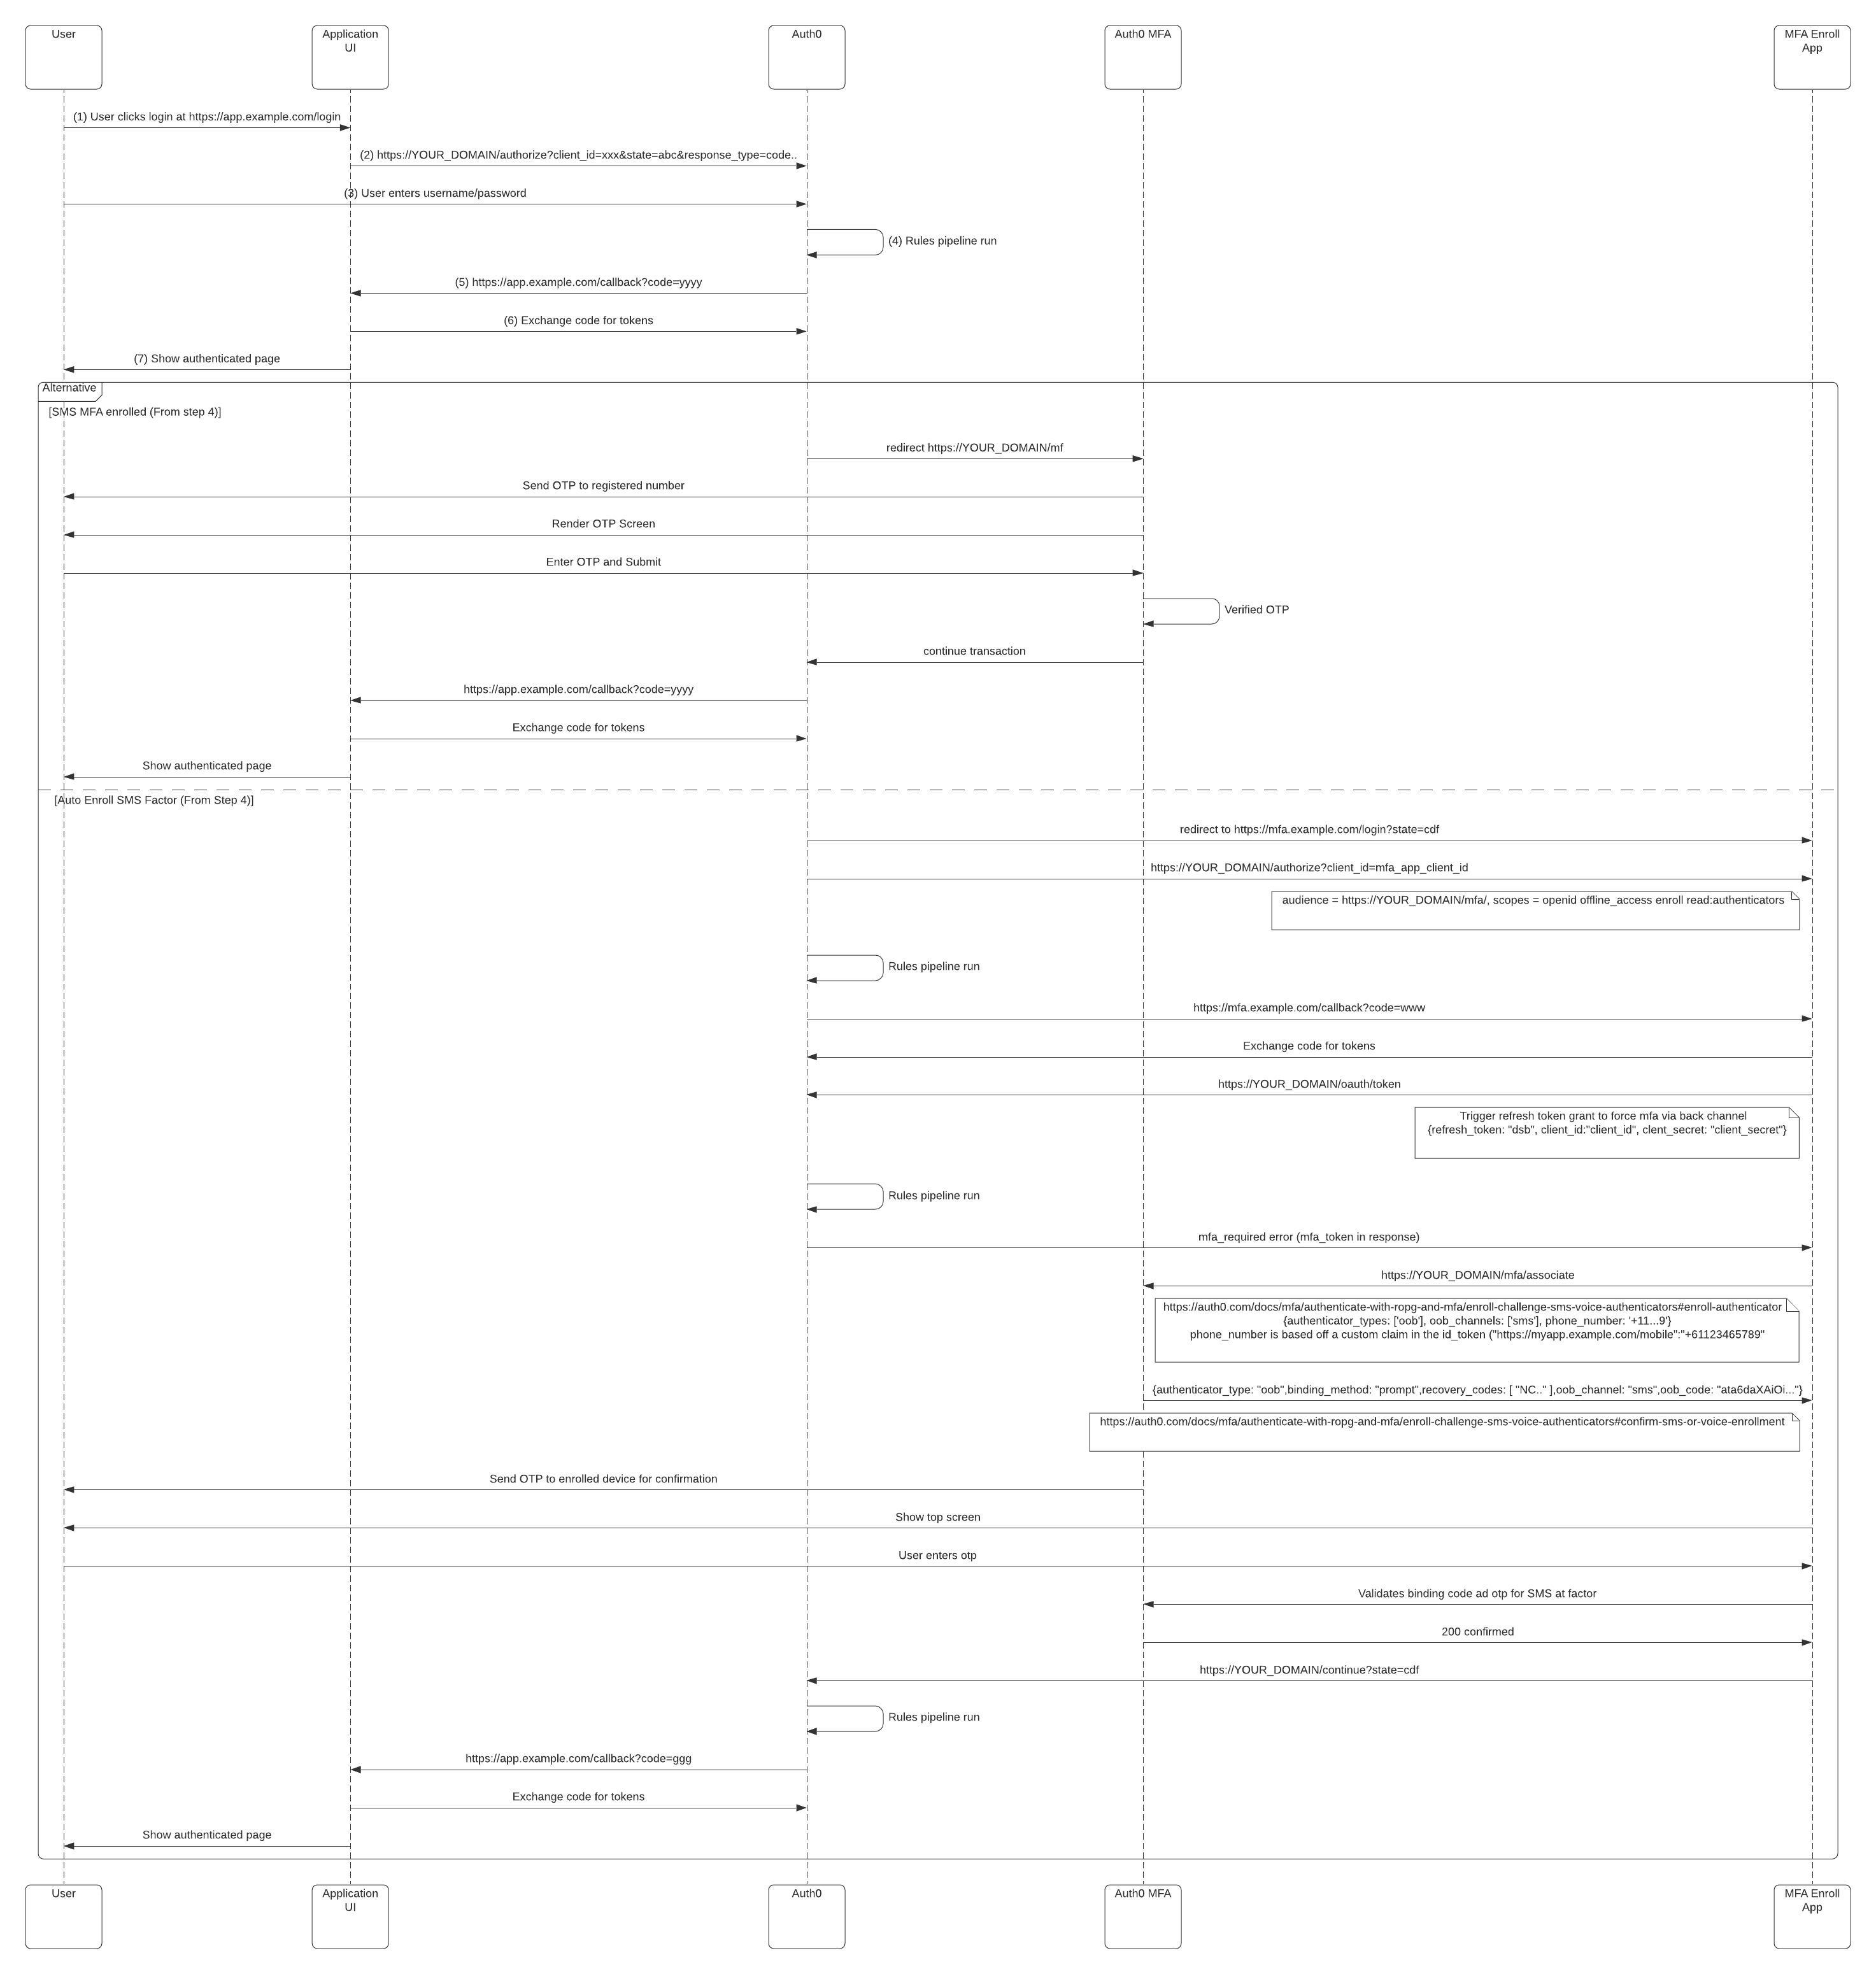 User
Application
UI
Auth0
Auth0 MFA
MFA Enroll
App
(1) User clicks login at https://app.example.com/login
(2) https://YOUR_DOMAIN/authorize?client_id=xxx&state=abc&response_type=code..
(3) User enters username/password
(4) Rules pipeline run
(5) https://app.example.com/callback?code=yyyy
(6) Exchange code for tokens
(7) Show authenticated page
Alternative
[SMS MFA enrolled (From step 4)]
redirect https://YOUR_DOMAIN/mf
Send OTP to registered number
Render OTP Screen
Enter OTP and Submit
Verified OTP
continue transaction
https://app.example.com/callback?code=yyyy
Exchange code for tokens
Show authenticated page
[Auto Enroll SMS Factor (From Step 4)]
redirect to https://mfa.example.com/login?state=cdf
https://YOUR_DOMAIN/authorize?client_id=mfa_app_client_id
audience = https://YOUR_DOMAIN/mfa/, scopes = openid offline_access enroll read:authenticators
Rules pipeline run
https://mfa.example.com/callback?code=www
Exchange code for tokens
https://YOUR_DOMAIN/oauth/token
Trigger refresh token grant to force mfa via back channel
{refresh_token: "dsb", client_id:"client_id", clent_secret: "client_secret"}
Rules pipeline run
mfa_required error (mfa_token in response)
https://YOUR_DOMAIN/mfa/associate
https://auth0.com/docs/mfa/authenticate-with-ropg-and-mfa/enroll-challenge-sms-voice-authenticators#enroll-authenticator
{authenticator_types: ['oob'], oob_channels: ['sms'], phone_number: '+11...9'}
phone_number is based off a custom claim in the id_token ("https://myapp.example.com/mobile":"+61123465789"
{authenticator_type: "oob",binding_method: "prompt",recovery_codes: [ "NC.." ],oob_channel: "sms",oob_code: "ata6daXAiOi..."}
https://auth0.com/docs/mfa/authenticate-with-ropg-and-mfa/enroll-challenge-sms-voice-authenticators#confirm-sms-or-voice-enrollment
Send OTP to enrolled device for confirmation
Show top screen
User enters otp
Validates binding code ad otp for SMS at factor
200 confirmed
https://YOUR_DOMAIN/continue?state=cdf
Rules pipeline run
https://app.example.com/callback?code=ggg
Exchange code for tokens
Show authenticated page
User
Application
UI
Auth0
Auth0 MFA
MFA Enroll
App